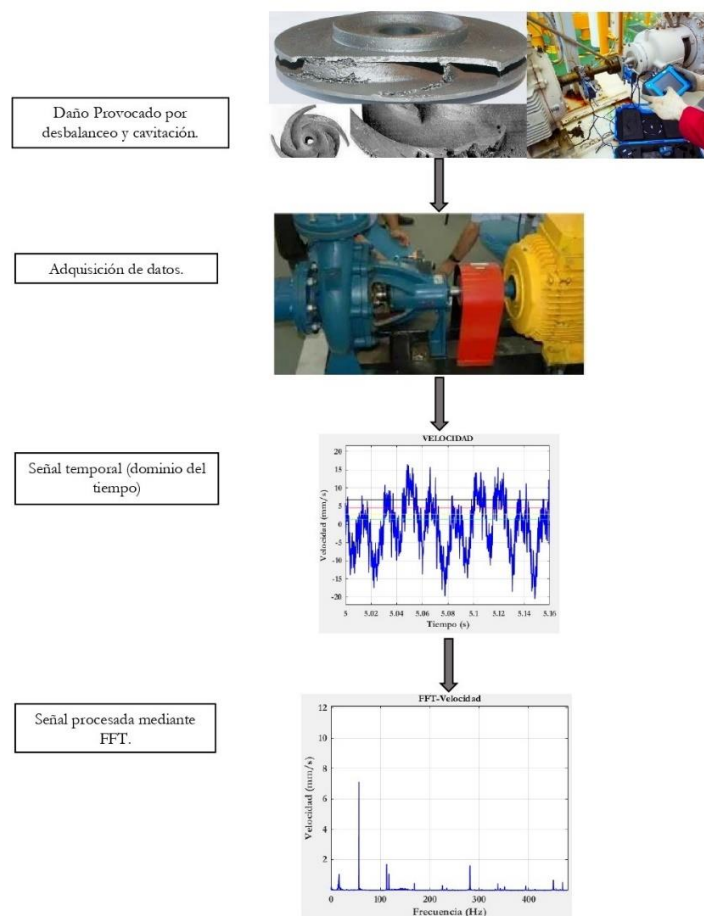 Daño Provocado por
desbalanceo y cavitación.
Adquisición de datos.
Señal temporal (dominio del
tiempo)
VELOCIDAD
Velocidad (mm/s)
20
15
10
5
0
-5
-10
-15
-20
5
5.02
5.04
5.06
5.08
5.1
5.12
5.14
5.16
Tiempo (s)
Señal procesada mediante
FFT.
FFT-Velocidad
Velocidad (mm/s)
12
10
8
6
4
2
0
100
200
300
400
Frecuencia (Hz)